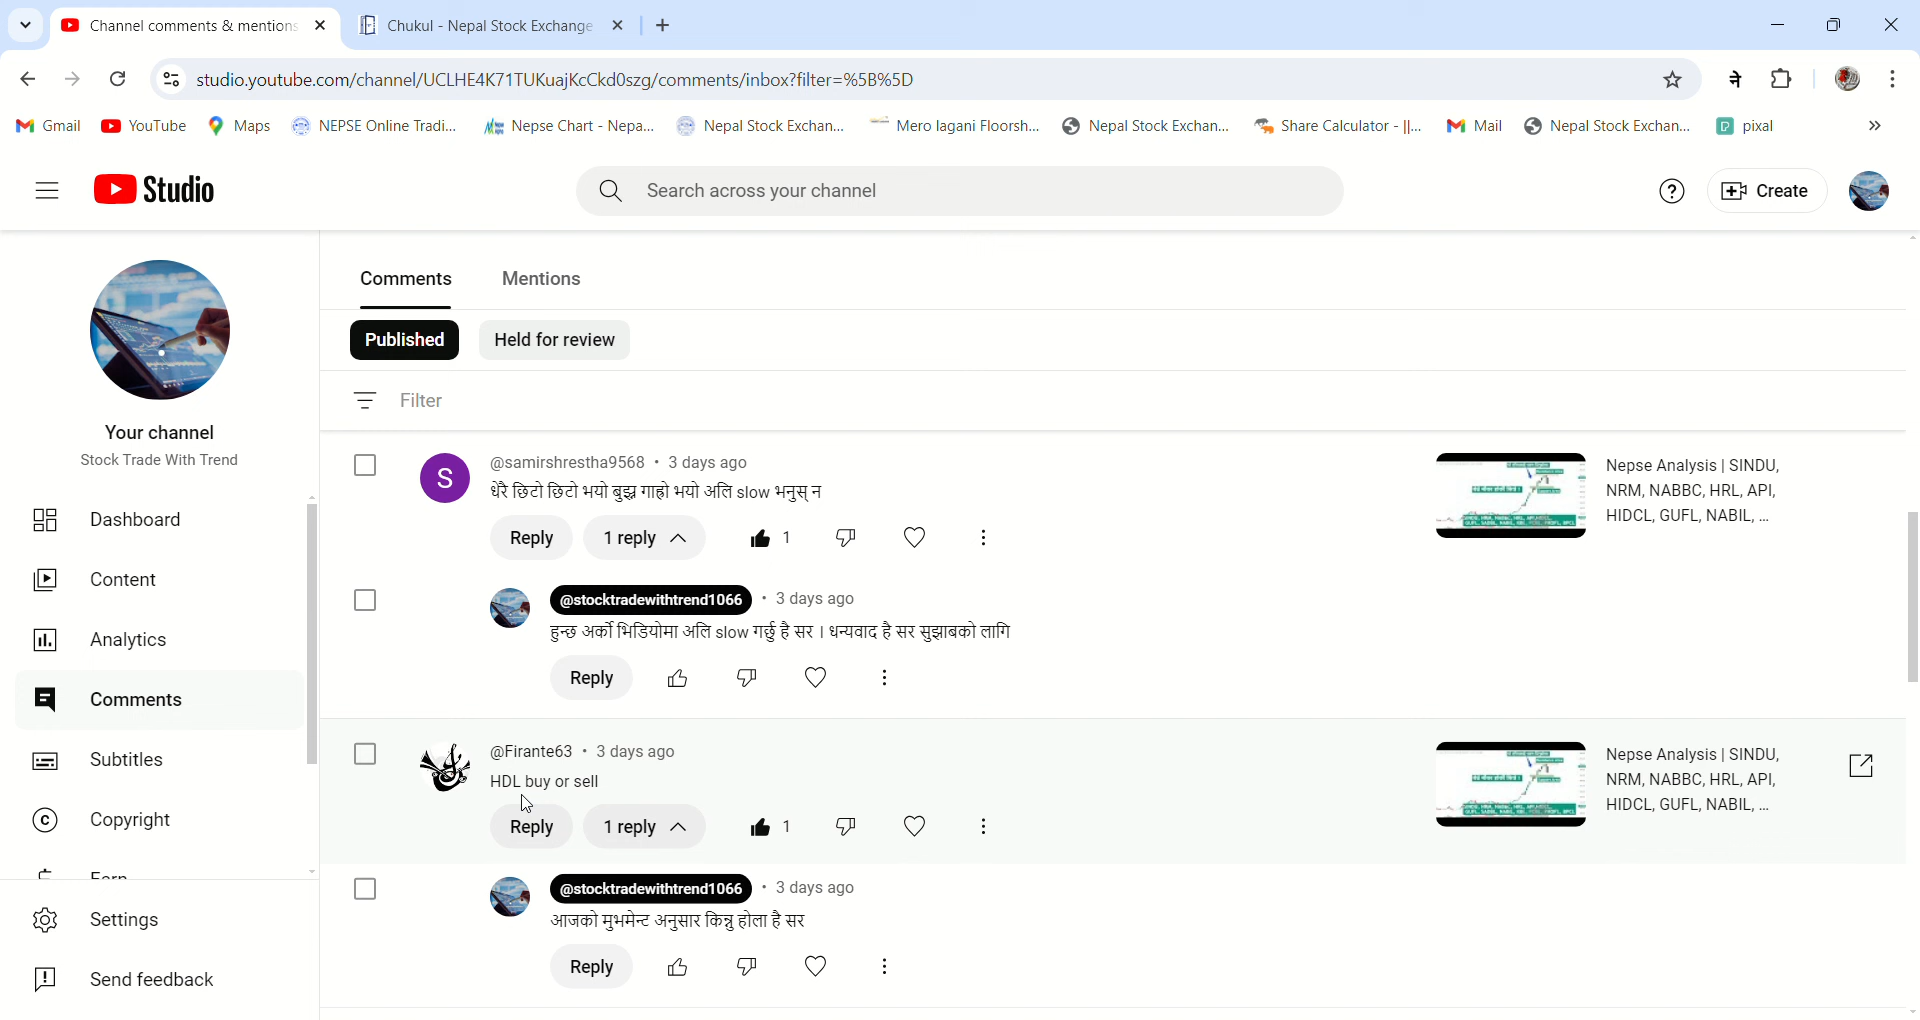 Channel comments & mentions
Chukul - Nepal Stock Exchange
studio.youtube.com/channel/UCLHE4K71TUKuajKcCkd0szg/comments/inbox?filter=%5B%5D
ने
Gmail YouTube Maps NEPSE Online Tradi... Nepse Chart - Nepa... Nepal Stock Exchan... Mero lagani Floorsh... Nepal Stock Exchan... Share Calculator - ||... Mail Nepal Stock Exchan... pixal
Studio
Search across your channel
Create
Your channel
Stock Trade With Trend
Dashboard
Content
Analytics
Comments
Subtitles
Copyright
Settings
Send feedback
Comments Mentions
Published Held for review
Filter
S
@samirshrestha9568 • 3 days ago
धेरै छिटो छिटो भयो बुझ्न गाह्रो भयो अलि slow भनुस् न
Reply 1 reply 1
Nepse Analysis | SINDU,
NRM, NABBC, HRL, API,
HIDCL, GUFL, NABIL, ...
@stocktradewithtrend1066 • 3 days ago
हुन्छ अर्को भिडियोमा अलि slow गर्छु है सर । धन्यवाद है सर सुझाबको लागि
Reply
@Firante63 • 3 days ago
HDL buy or sell
Reply 1 reply 1
Nepse Analysis | SINDU,
NRM, NABBC, HRL, API,
HIDCL, GUFL, NABIL, ...
@stocktradewithtrend1066 • 3 days ago
आजको मुभमेन्ट अनुसार किन्नु होला है सर
Reply